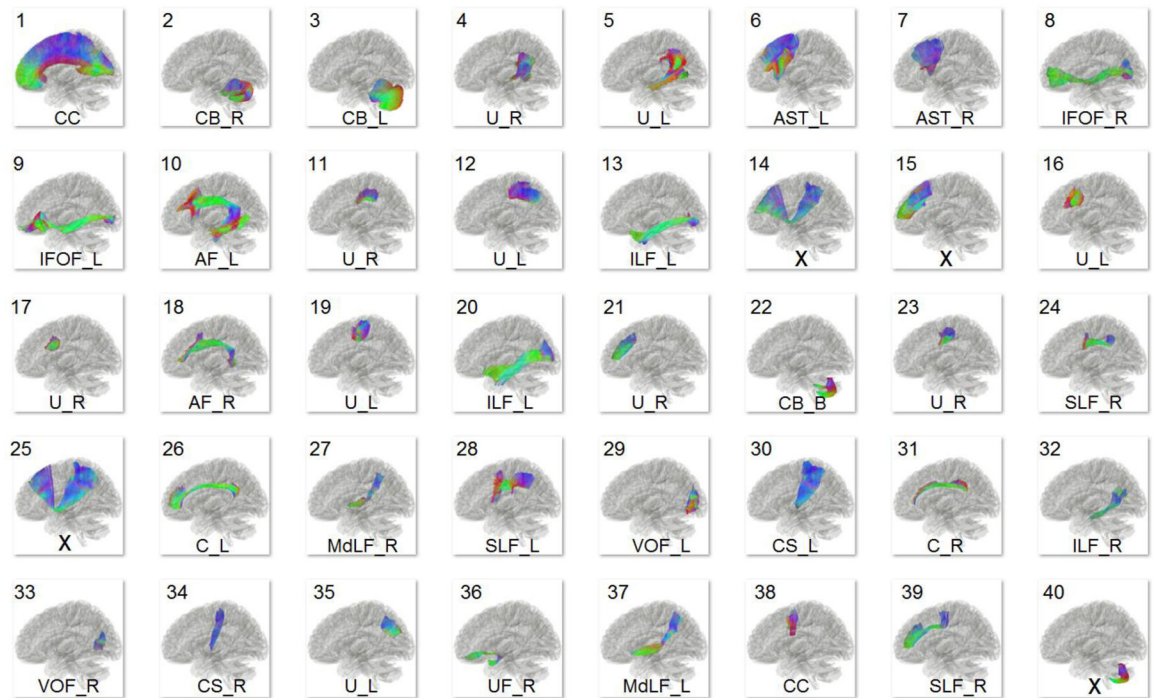 1 2 3 4 5 6 7 8
CC CB_R CB_L U_R U_L AST_L AST_R IFOF_R
9 10 11 12 13 14 15 16
IFOF_L AF_L U_R U_L ILF_L X X U_L
17 18 19 20 21 22 23 24
U_R AF_R U_L ILF_L U_R CB_B U_R SLF_R
25 26 27 28 29 30 31 32
X C_L MdLF_R SLF_L VOF_L CS_L C_R ILF_R
33 34 35 36 37 38 39 40
VOF_R CS_R U_L UF_R MdLF_L CC SLF_R X